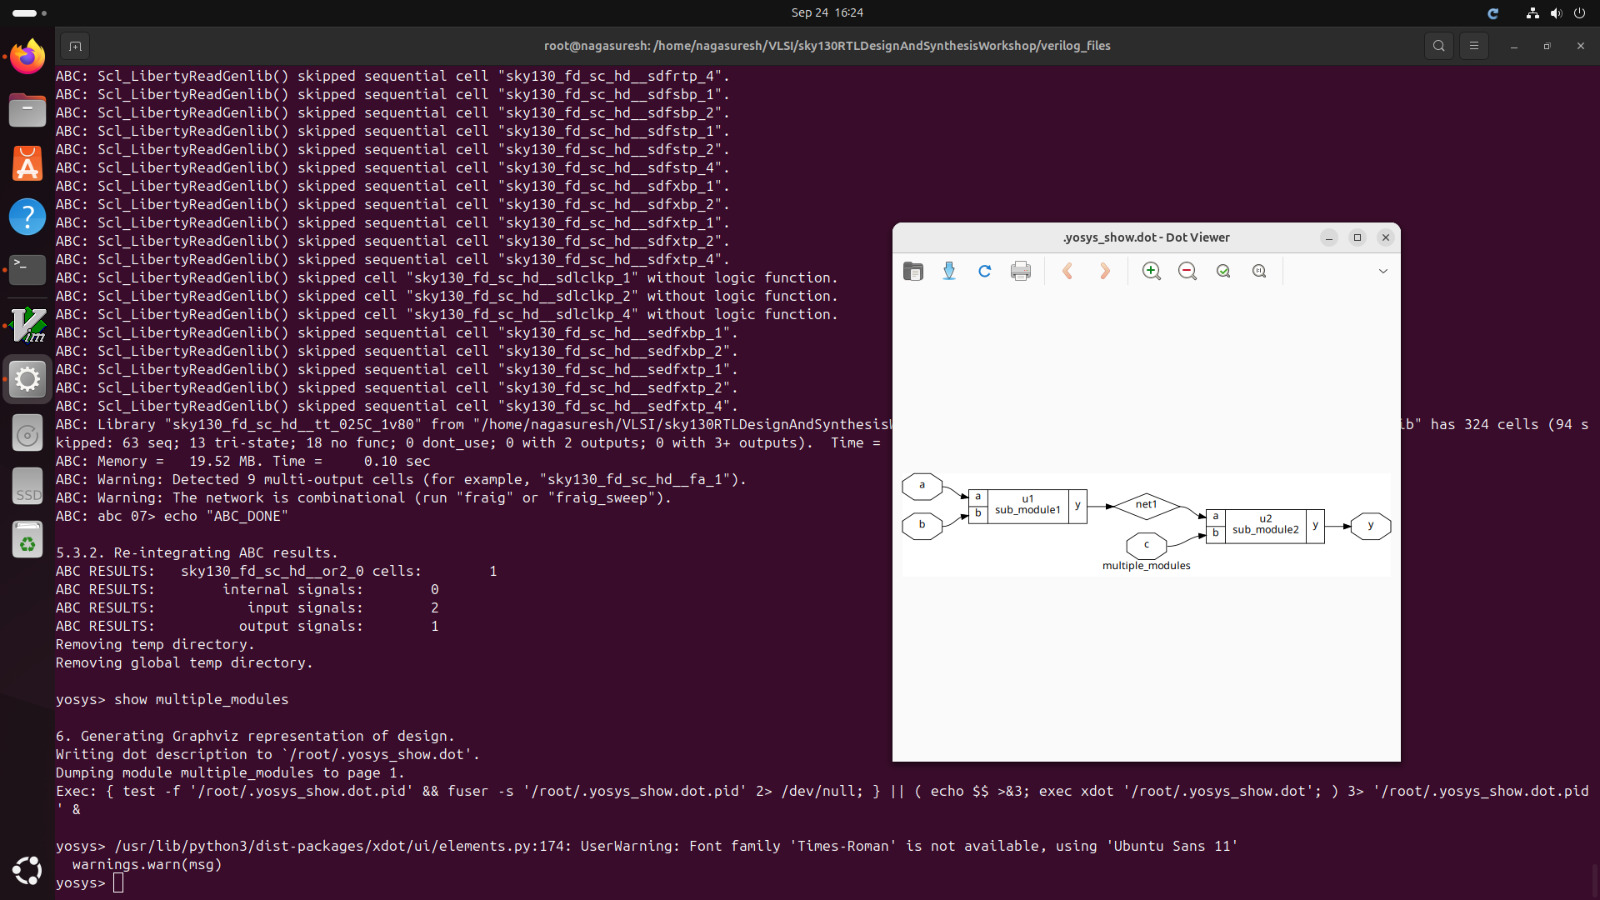 Sep 24 16:24
root@nagasuresh: /home/nagasuresh/VLSI/sky130RTLDesignAndSynthesisWorkshop/verilog_files
ABC: Scl_LibertyReadGenlib() skipped sequential cell "sky130_fd_sc_hd__sdfrtp_4".
ABC: Scl_LibertyReadGenlib() skipped sequential cell "sky130_fd_sc_hd__sdfsbp_1".
ABC: Scl_LibertyReadGenlib() skipped sequential cell "sky130_fd_sc_hd__sdfsbp_2".
ABC: Scl_LibertyReadGenlib() skipped sequential cell "sky130_fd_sc_hd__sdfstp_1".
ABC: Scl_LibertyReadGenlib() skipped sequential cell "sky130_fd_sc_hd__sdfstp_2".
ABC: Scl_LibertyReadGenlib() skipped sequential cell "sky130_fd_sc_hd__sdfstp_4".
ABC: Scl_LibertyReadGenlib() skipped sequential cell "sky130_fd_sc_hd__sdfxbp_1".
ABC: Scl_LibertyReadGenlib() skipped sequential cell "sky130_fd_sc_hd__sdfxbp_2".
ABC: Scl_LibertyReadGenlib() skipped sequential cell "sky130_fd_sc_hd__sdfxtp_1".
ABC: Scl_LibertyReadGenlib() skipped sequential cell "sky130_fd_sc_hd__sdfxtp_2".
ABC: Scl_LibertyReadGenlib() skipped sequential cell "sky130_fd_sc_hd__sdfxtp_4".
ABC: Scl_LibertyReadGenlib() skipped cell "sky130_fd_sc_hd__sdlclkp_1" without logic function.
ABC: Scl_LibertyReadGenlib() skipped cell "sky130_fd_sc_hd__sdlclkp_2" without logic function.
ABC: Scl_LibertyReadGenlib() skipped cell "sky130_fd_sc_hd__sdlclkp_4" without logic function.
ABC: Scl_LibertyReadGenlib() skipped sequential cell "sky130_fd_sc_hd__sedfxbp_1".
ABC: Scl_LibertyReadGenlib() skipped sequential cell "sky130_fd_sc_hd__sedfxbp_2".
ABC: Scl_LibertyReadGenlib() skipped sequential cell "sky130_fd_sc_hd__sedfxtp_1".
ABC: Scl_LibertyReadGenlib() skipped sequential cell "sky130_fd_sc_hd__sedfxtp_2".
ABC: Scl_LibertyReadGenlib() skipped sequential cell "sky130_fd_sc_hd__sedfxtp_4".
ABC: Library "sky130_fd_sc_hd__tt_025C_1v80" from "/home/nagasuresh/VLSI/sky130RTLDesignAndSynthesisW ib" has 324 cells (94 s
kipped: 63 seq; 13 tri-state; 18 no func; 0 dont_use; 0 with 2 outputs; 0 with 3+ outputs). Time =
ABC: Memory = 19.52 MB. Time = 0.10 sec
ABC: Warning: Detected 9 multi-output cells (for example, "sky130_fd_sc_hd__fa_1").
ABC: Warning: The network is combinational (run "fraig" or "fraig_sweep").
ABC: abc 07> echo "ABC_DONE"
5.3.2. Re-integrating ABC results.
ABC RESULTS: sky130_fd_sc_hd__or2_0 cells: 1
ABC RESULTS: internal signals: 0
ABC RESULTS: input signals: 2
ABC RESULTS: output signals: 1
Removing temp directory.
Removing global temp directory.
yosys> show multiple_modules
6. Generating Graphviz representation of design.
Writing dot description to `/root/.yosys_show.dot'.
Dumping module multiple_modules to page 1.
Exec: { test -f '/root/.yosys_show.dot.pid' && fuser -s '/root/.yosys_show.dot.pid' 2> /dev/null; } || ( echo $$ >&3; exec xdot '/root/.yosys_show.dot'; ) 3> '/root/.yosys_show.dot.pid
' &
yosys> /usr/lib/python3/dist-packages/xdot/ui/elements.py:174: UserWarning: Font family 'Times-Roman' is not available, using 'Ubuntu Sans 11'
warnings.warn(msg)
yosys>
.yosys_show.dot - Dot Viewer
a
b
a
b
u1
sub_module1
y
net1
c
a
b
u2
sub_module2
y
y
multiple_modules
SSD